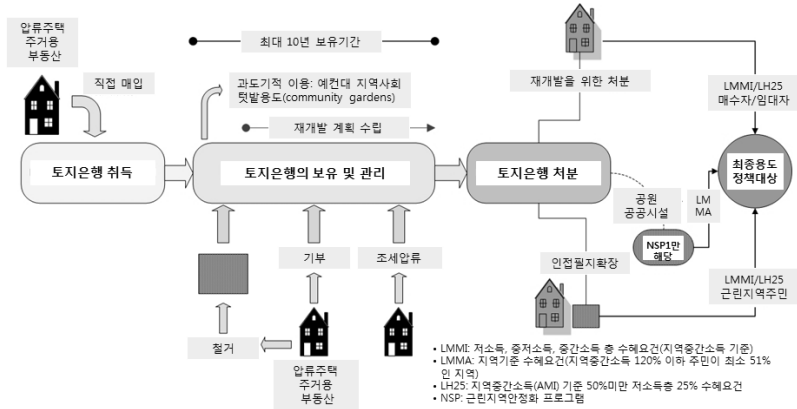 압류주택
주거용
부동산
직접 매입
최대 10년 보유기간
과도기적 이용: 예컨대 지역사회
텃밭용도(community gardens)
재개발 계획 수립
재개발을 위한 처분
LMMI/LH25
매수자/임대자
토지은행 취득
토지은행의 보유 및 관리
토지은행 처분
최종용도
정책대상
공원
공공시설
LM
MA
NSP1만
해당
기부
조세압류
인접필지확장
LMMI/LH25
근린지역주민
철거
압류주택
주거용
부동산
• LMMI: 저소득, 중저소득, 중간소득 층 수혜요건(지역중간소득 기준)
• LMMA: 지역기준 수혜요건(지역중간소득 120% 이하 주민이 최소 51%
인 지역)
• LH25: 지역중간소득(AMI) 기준 50%미만 저소득층 25% 수혜요건
• NSP: 근린지역안정화 프로그램